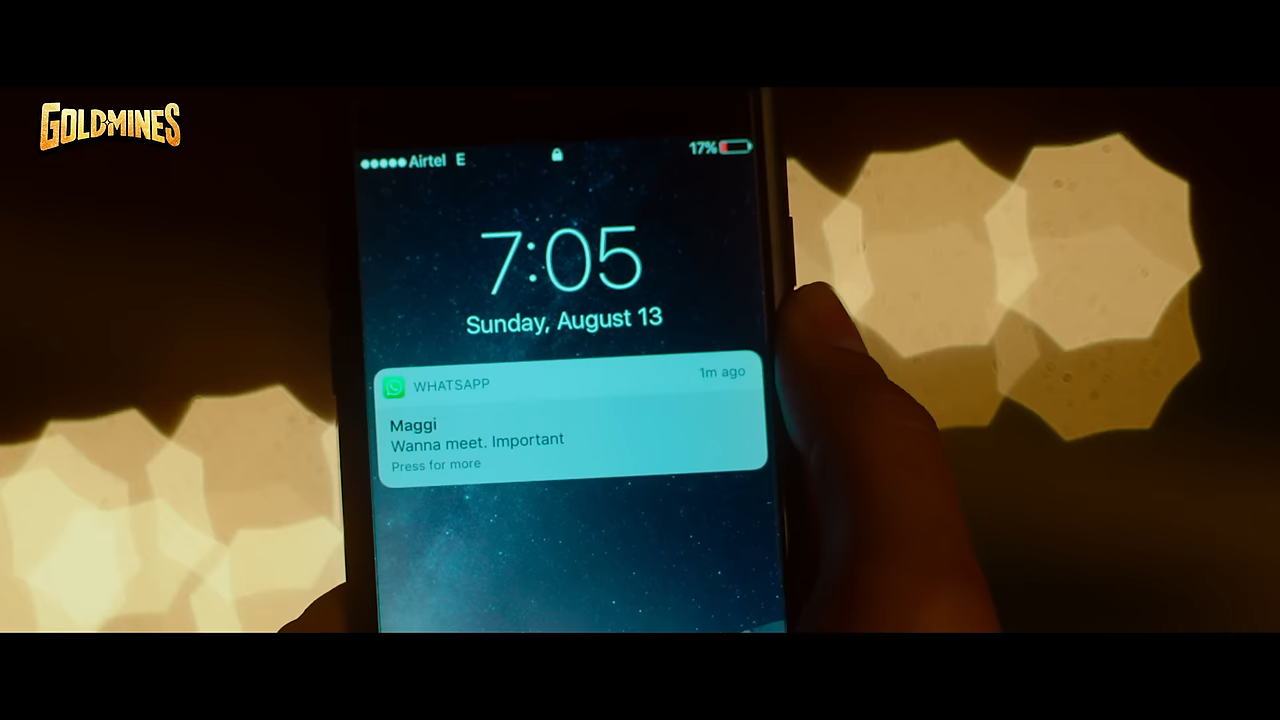 GOLDMINES
●●●●● Airtel E 17%
7:05
Sunday, August 13
WHATSAPP 1m ago
Maggi
Wanna meet. Important
Press for more